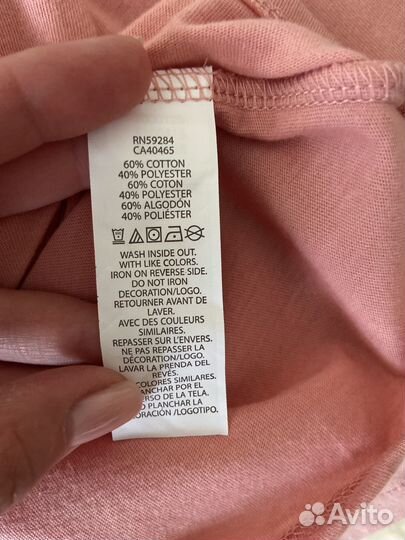 RN59284
CA40465
60% COTTON
40% POLYESTER
60% COTON
40% POLYESTER
60% ALGODÓN
40% POLIÉSTER
WASH INSIDE OUT.
WITH LIKE COLORS.
IRON ON REVERSE SIDE.
DO NOT IRON
DECORATION/LOGO.
RETOURNER AVANT DE
LAVER.
AVEC DES COULEURS
SIMILAIRES.
REPASSER SUR L'ENVERS.
NE PAS REPASSER LA
DÉCORATION/LOGO.
LAVAR LA PRENDA DEL
REVÉS.
COLORES SIMILARES.
PLANCHAR POR EL
ERSO DE LA TELA.
O PLANCHAR LA
ORACIÓN /LOGOTIPO.
Avito